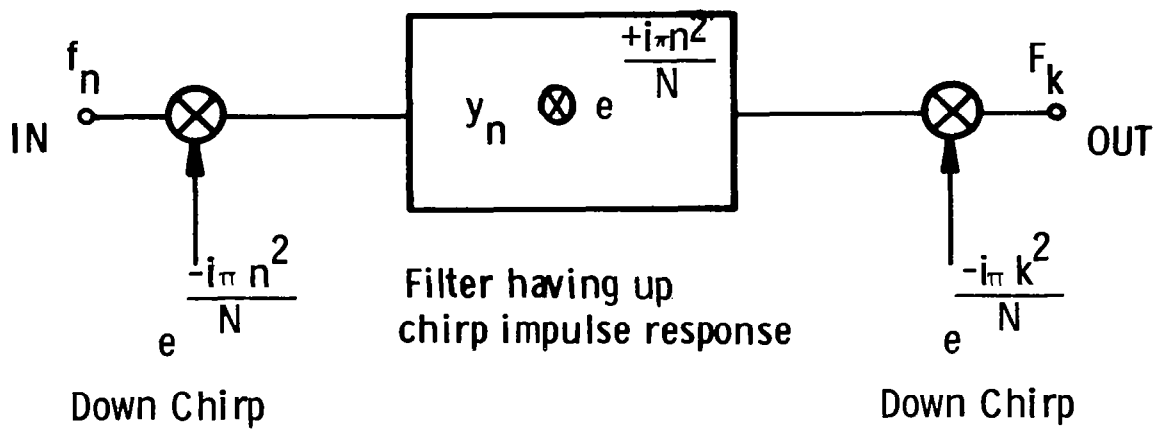 IN
f_n
e^{-iπn²/N}
Down Chirp
y_n ⊗ e^{+iπn²/N}
Filter having up
chirp impulse response
F_k
OUT
e^{-iπk²/N}
Down Chirp